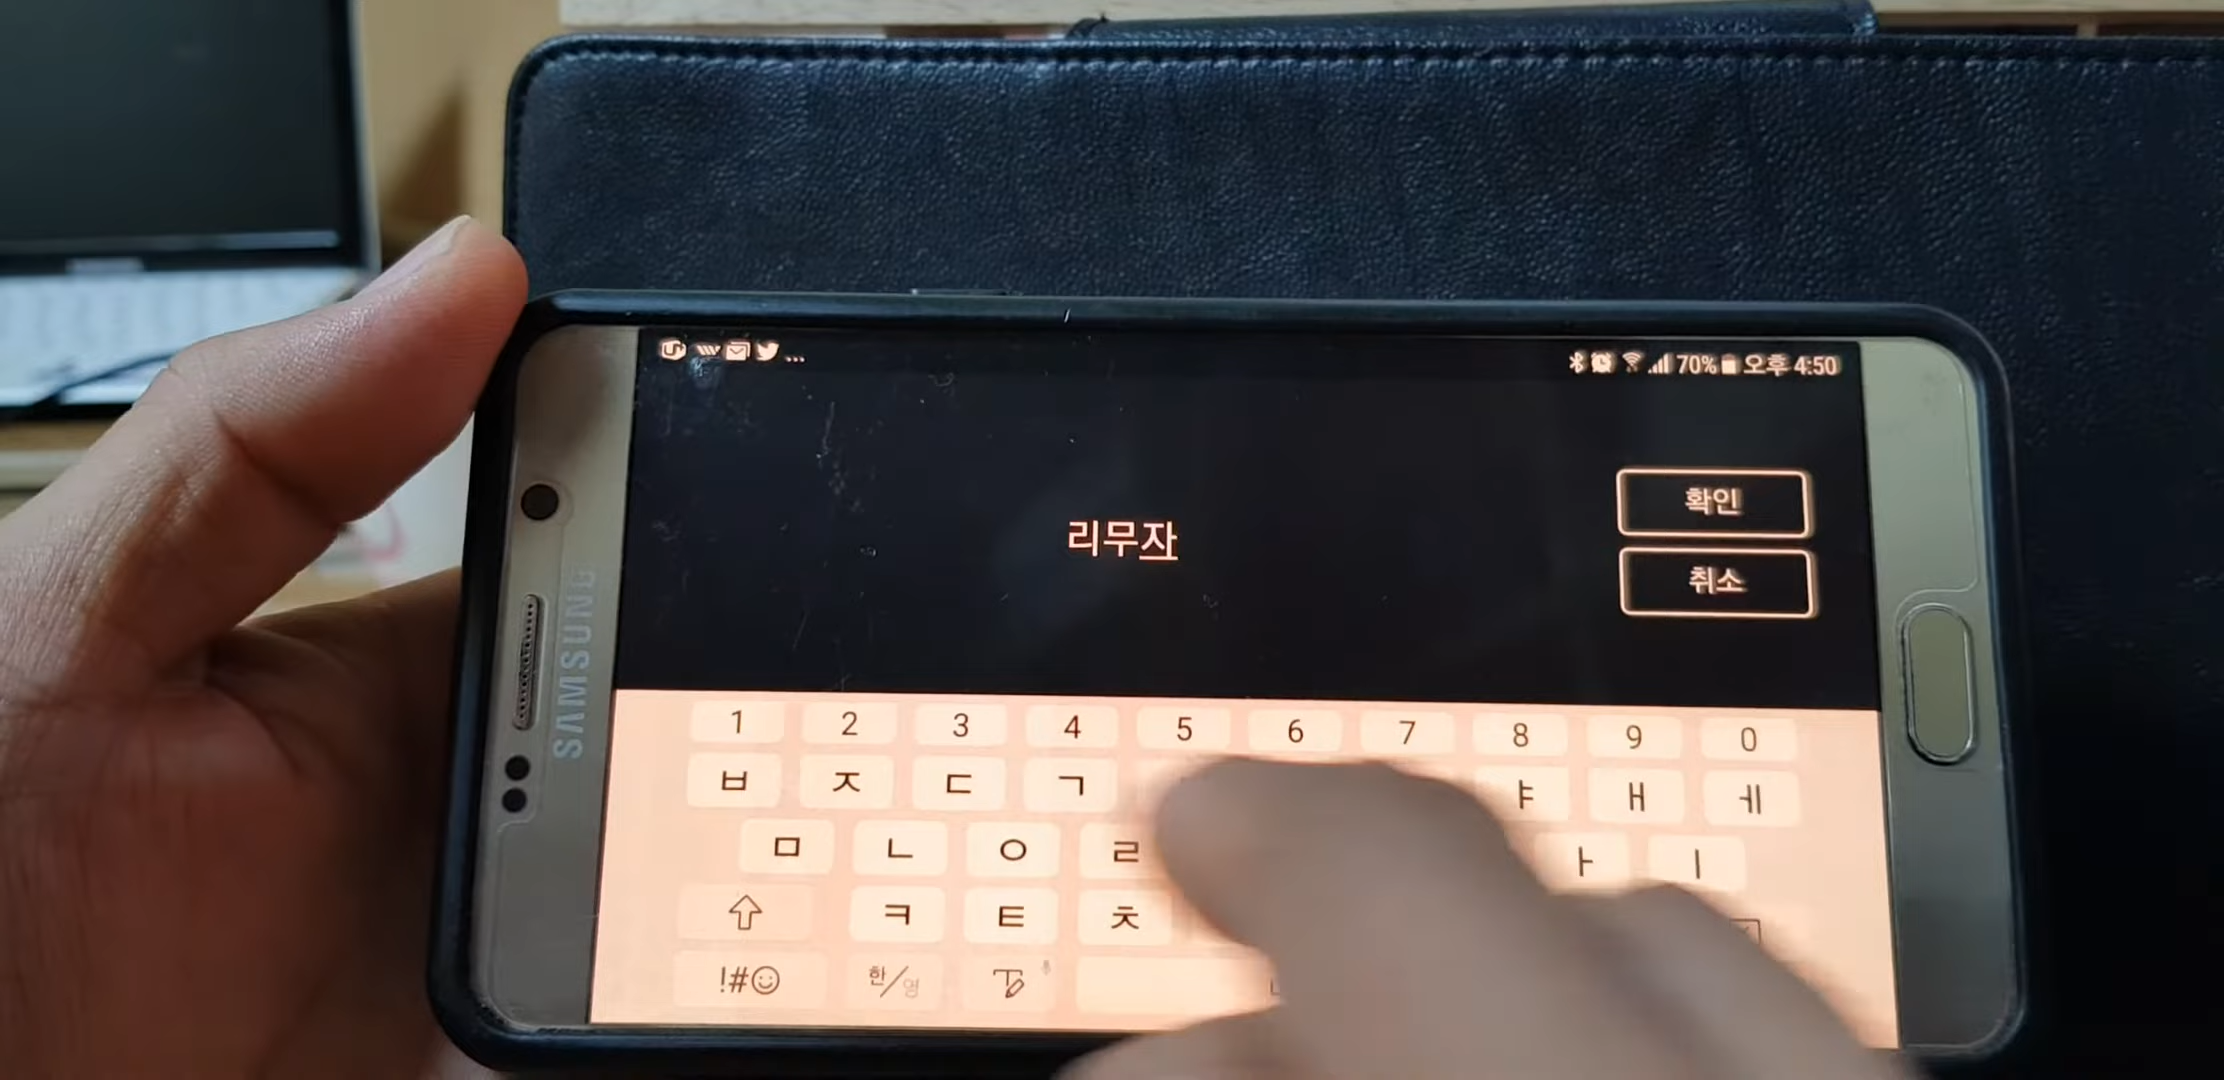 70% 오후 4:50
리무자
확인
취소
SAMSUNG
1 2 3 4 5 6 7 8 9 0
ㅂ ㅈ ㄷ ㄱ ㅑ ㅐ ㅔ
ㅁ ㄴ ㅇ ㄹ ㅏ ㅣ
ㅋ ㅌ ㅊ
!#☺ 한/영